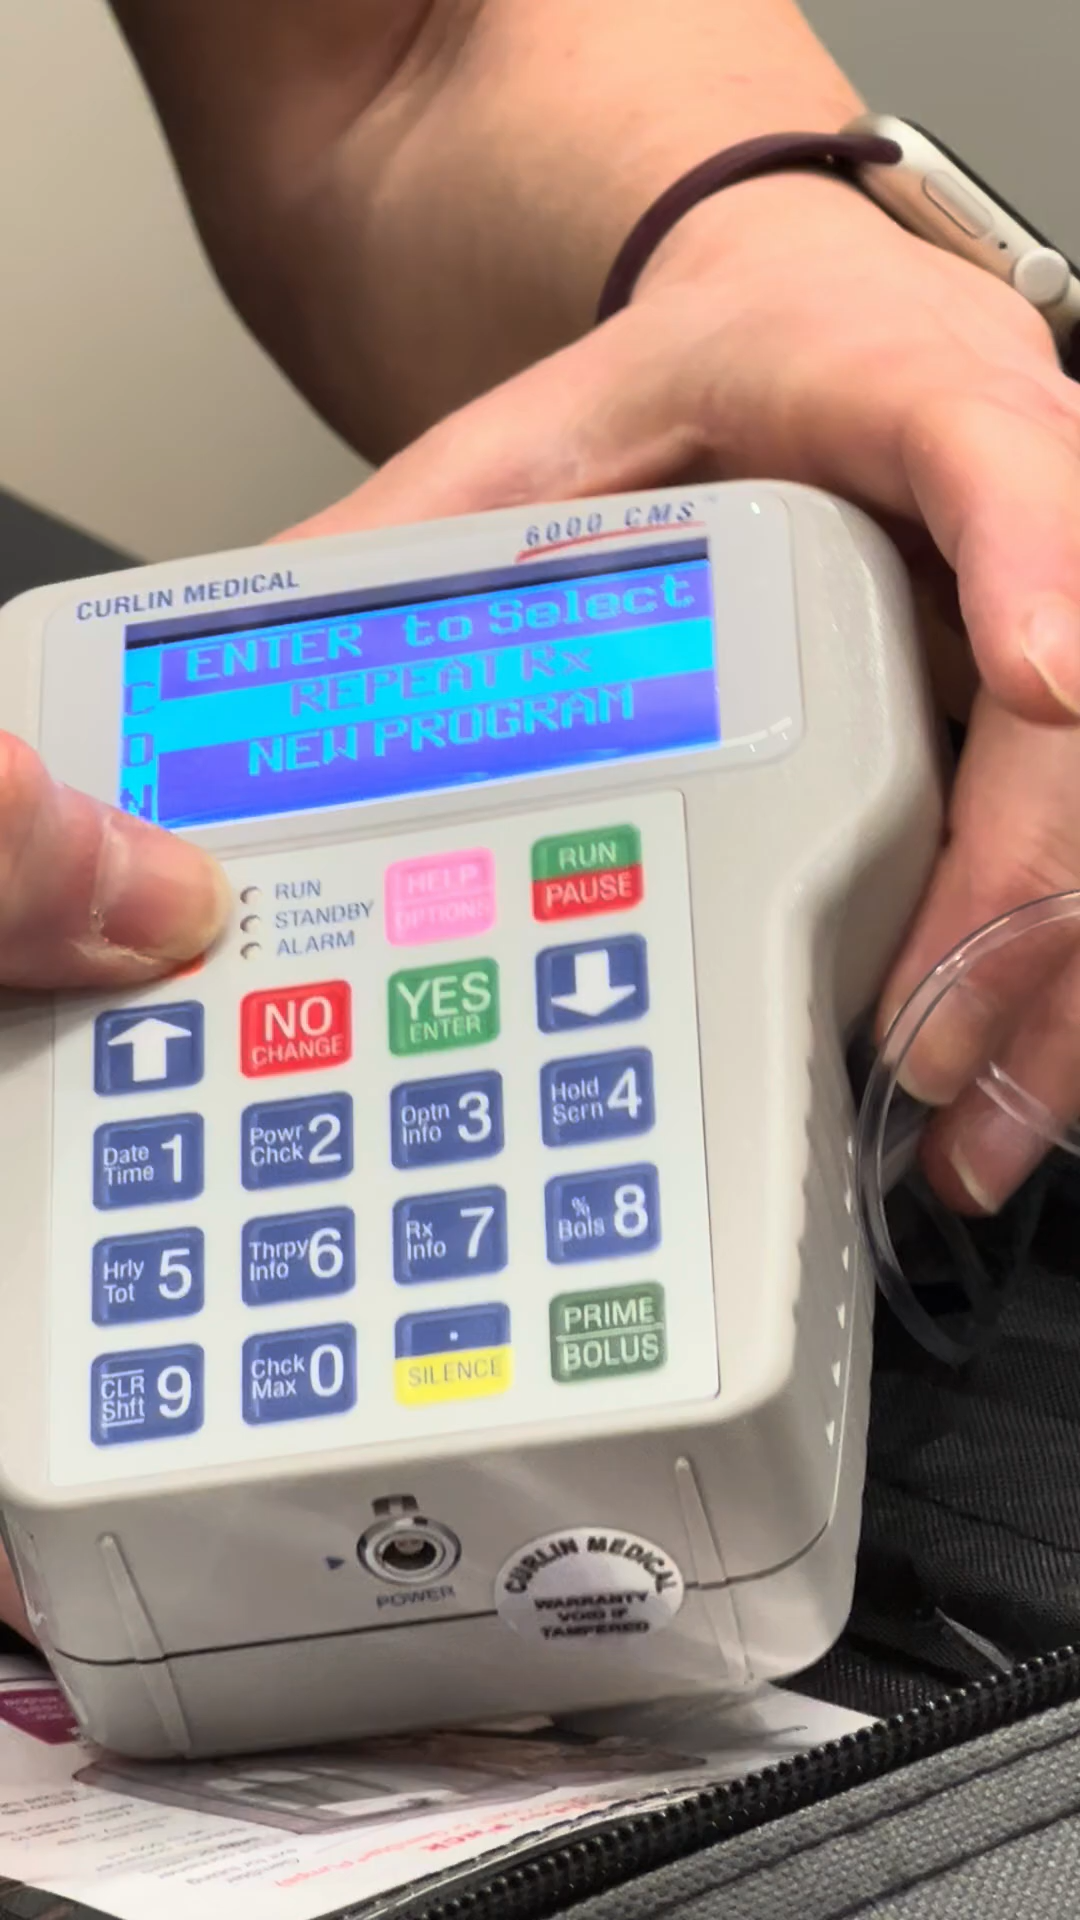 6000 CMS™
CURLIN MEDICAL
ENTER to Select
REPEAT Rx
NEW PROGRAM
C
O
N
RUN
STANDBY
ALARM
HELP
OPTIONS
RUN
PAUSE
NO
CHANGE
YES
ENTER
Date
Time 1
Powr
Chck 2
Optn
Info 3
Hold
Scrn 4
Hrly
Tot 5
Thrpy
Info 6
Rx
Info 7
%
Bols 8
CLR
Shft 9
Chck
Max 0
.
SILENCE
PRIME
BOLUS
POWER
CURLIN MEDICAL
WARRANTY
VOID IF
TAMPERED